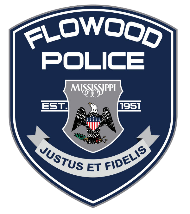 FLOWOOD
POLICE
MISSISSIPPI
EST. 1951
JUSTUS ET FIDELIS